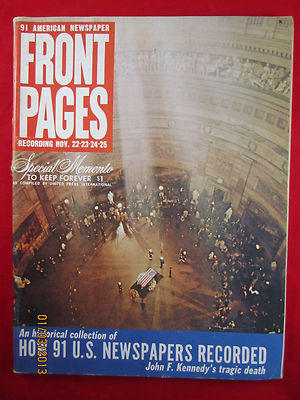 91 AMERICAN NEWSPAPER
FRONT
PAGES
RECORDING NOV. 22-23-24-25
Special Memento
TO KEEP FOREVER $1
AS COMPILED BY UNITED PRESS INTERNATIONAL
An historical collection of
HOW 91 U.S. NEWSPAPERS RECORDED
John F. Kennedy's tragic death